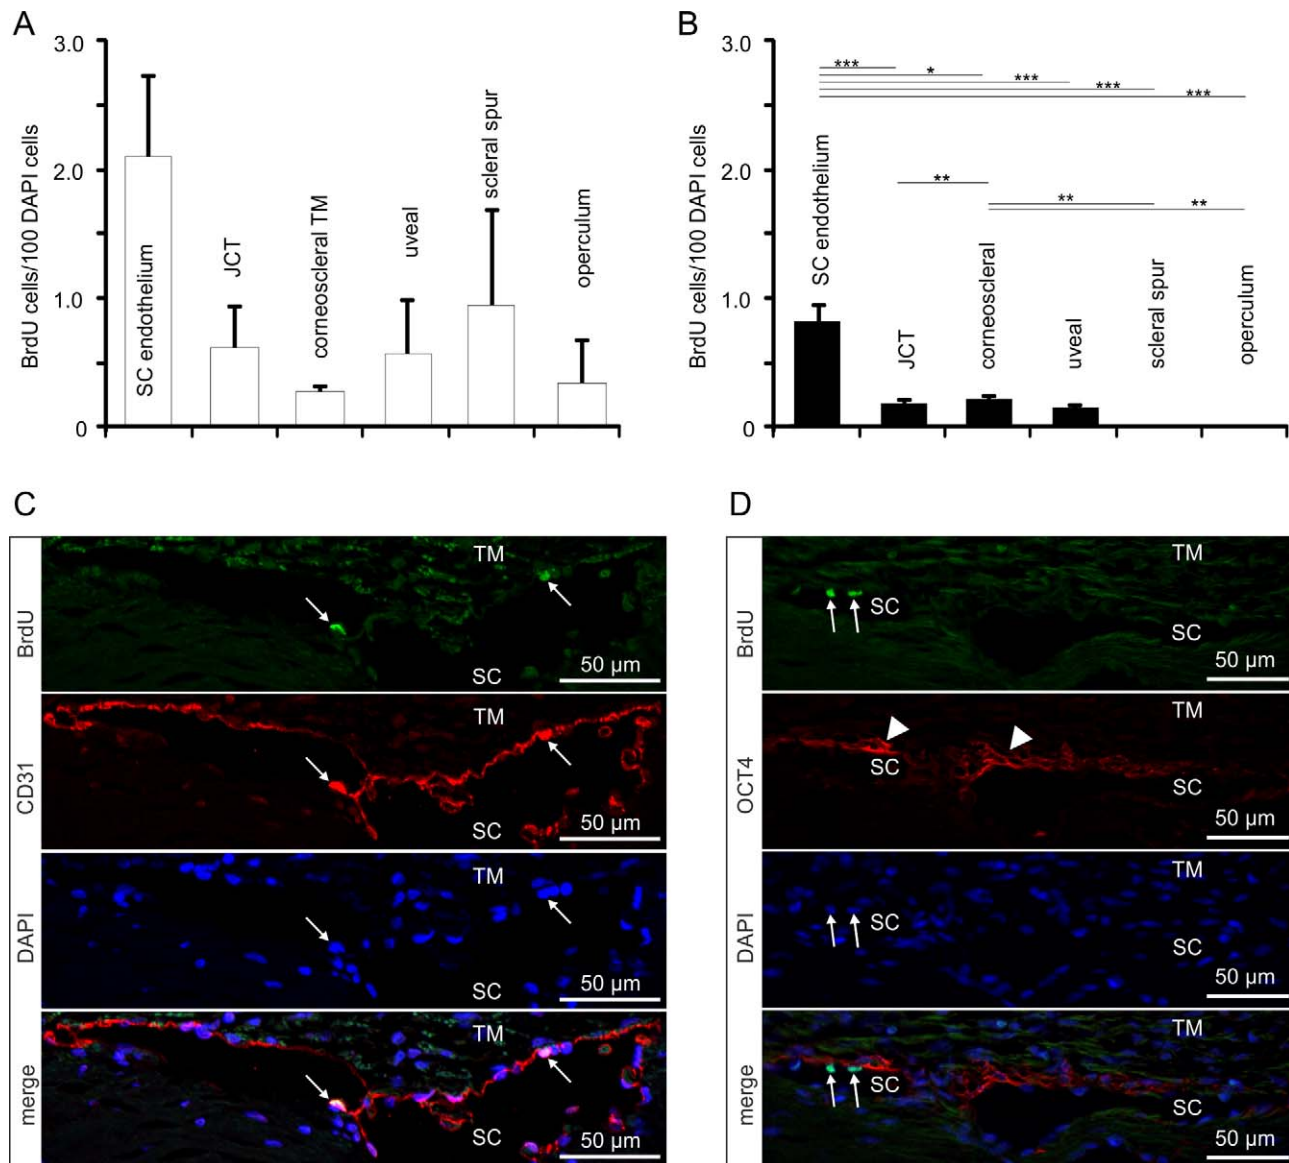 A
BrdU cells/100 DAPI cells
3.0
2.0
1.0
0
SC endothelium
JCT
corneoscleral TM
uveal
scleral spur
operculum
B
BrdU cells/100 DAPI cells
3.0
2.0
1.0
0
***
*
***
***
***
**
**
**
SC endothelium
JCT
corneoscleral
uveal
scleral spur
operculum
C
BrdU
TM
SC
50 µm
CD31
TM
SC
50 µm
DAPI
TM
SC
50 µm
merge
TM
SC
50 µm
D
BrdU
TM
SC
SC
50 µm
OCT4
TM
SC
SC
50 µm
DAPI
TM
SC
SC
50 µm
merge
TM
SC
SC
50 µm